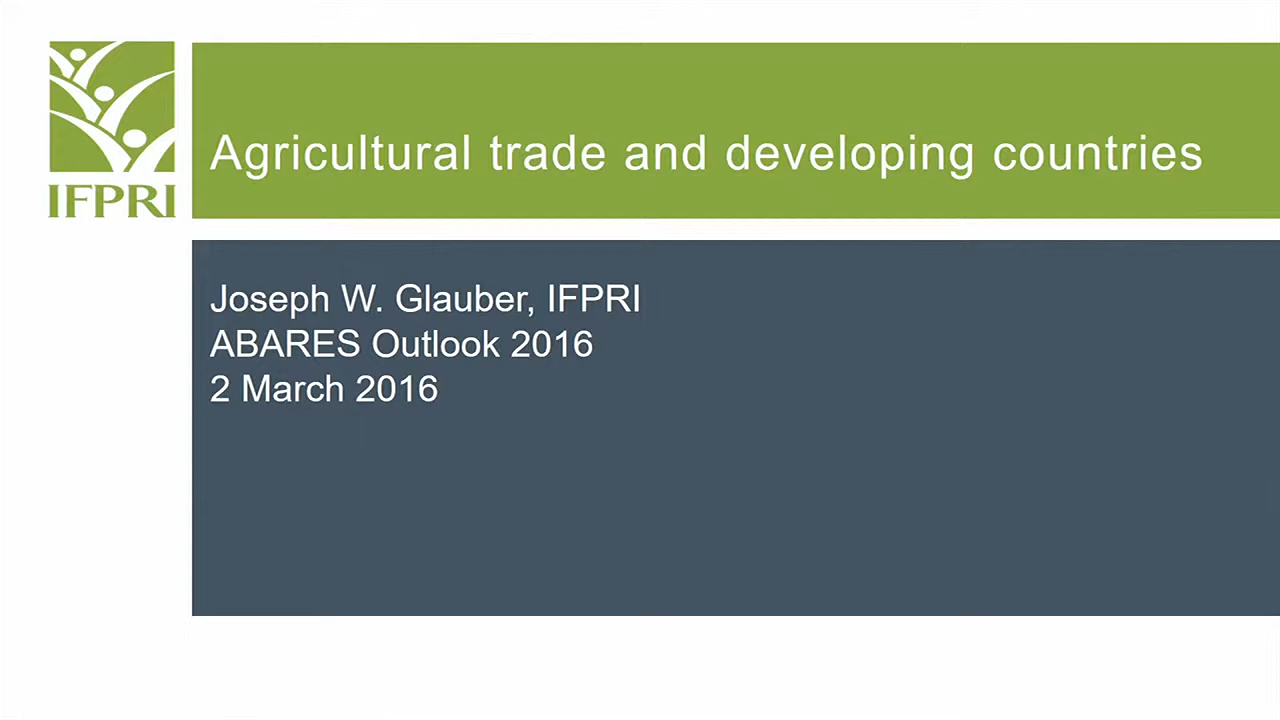 IFPRI
Agricultural trade and developing countries
Joseph W. Glauber, IFPRI
ABARES Outlook 2016
2 March 2016